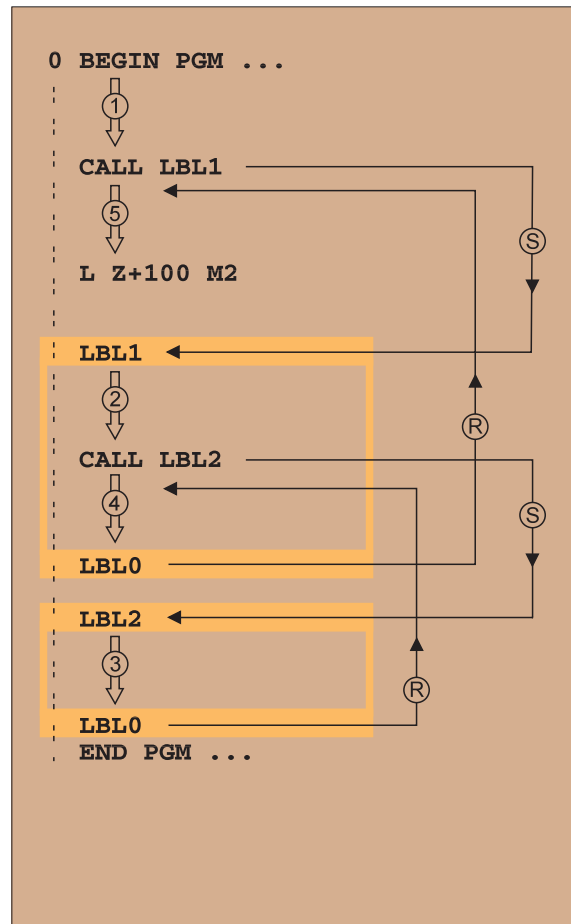 0 BEGIN PGM ...
1
CALL LBL1
5
S
L Z+100 M2
LBL1
2
R
CALL LBL2
4
S
LBL0
LBL2
3
R
LBL0
END PGM ...